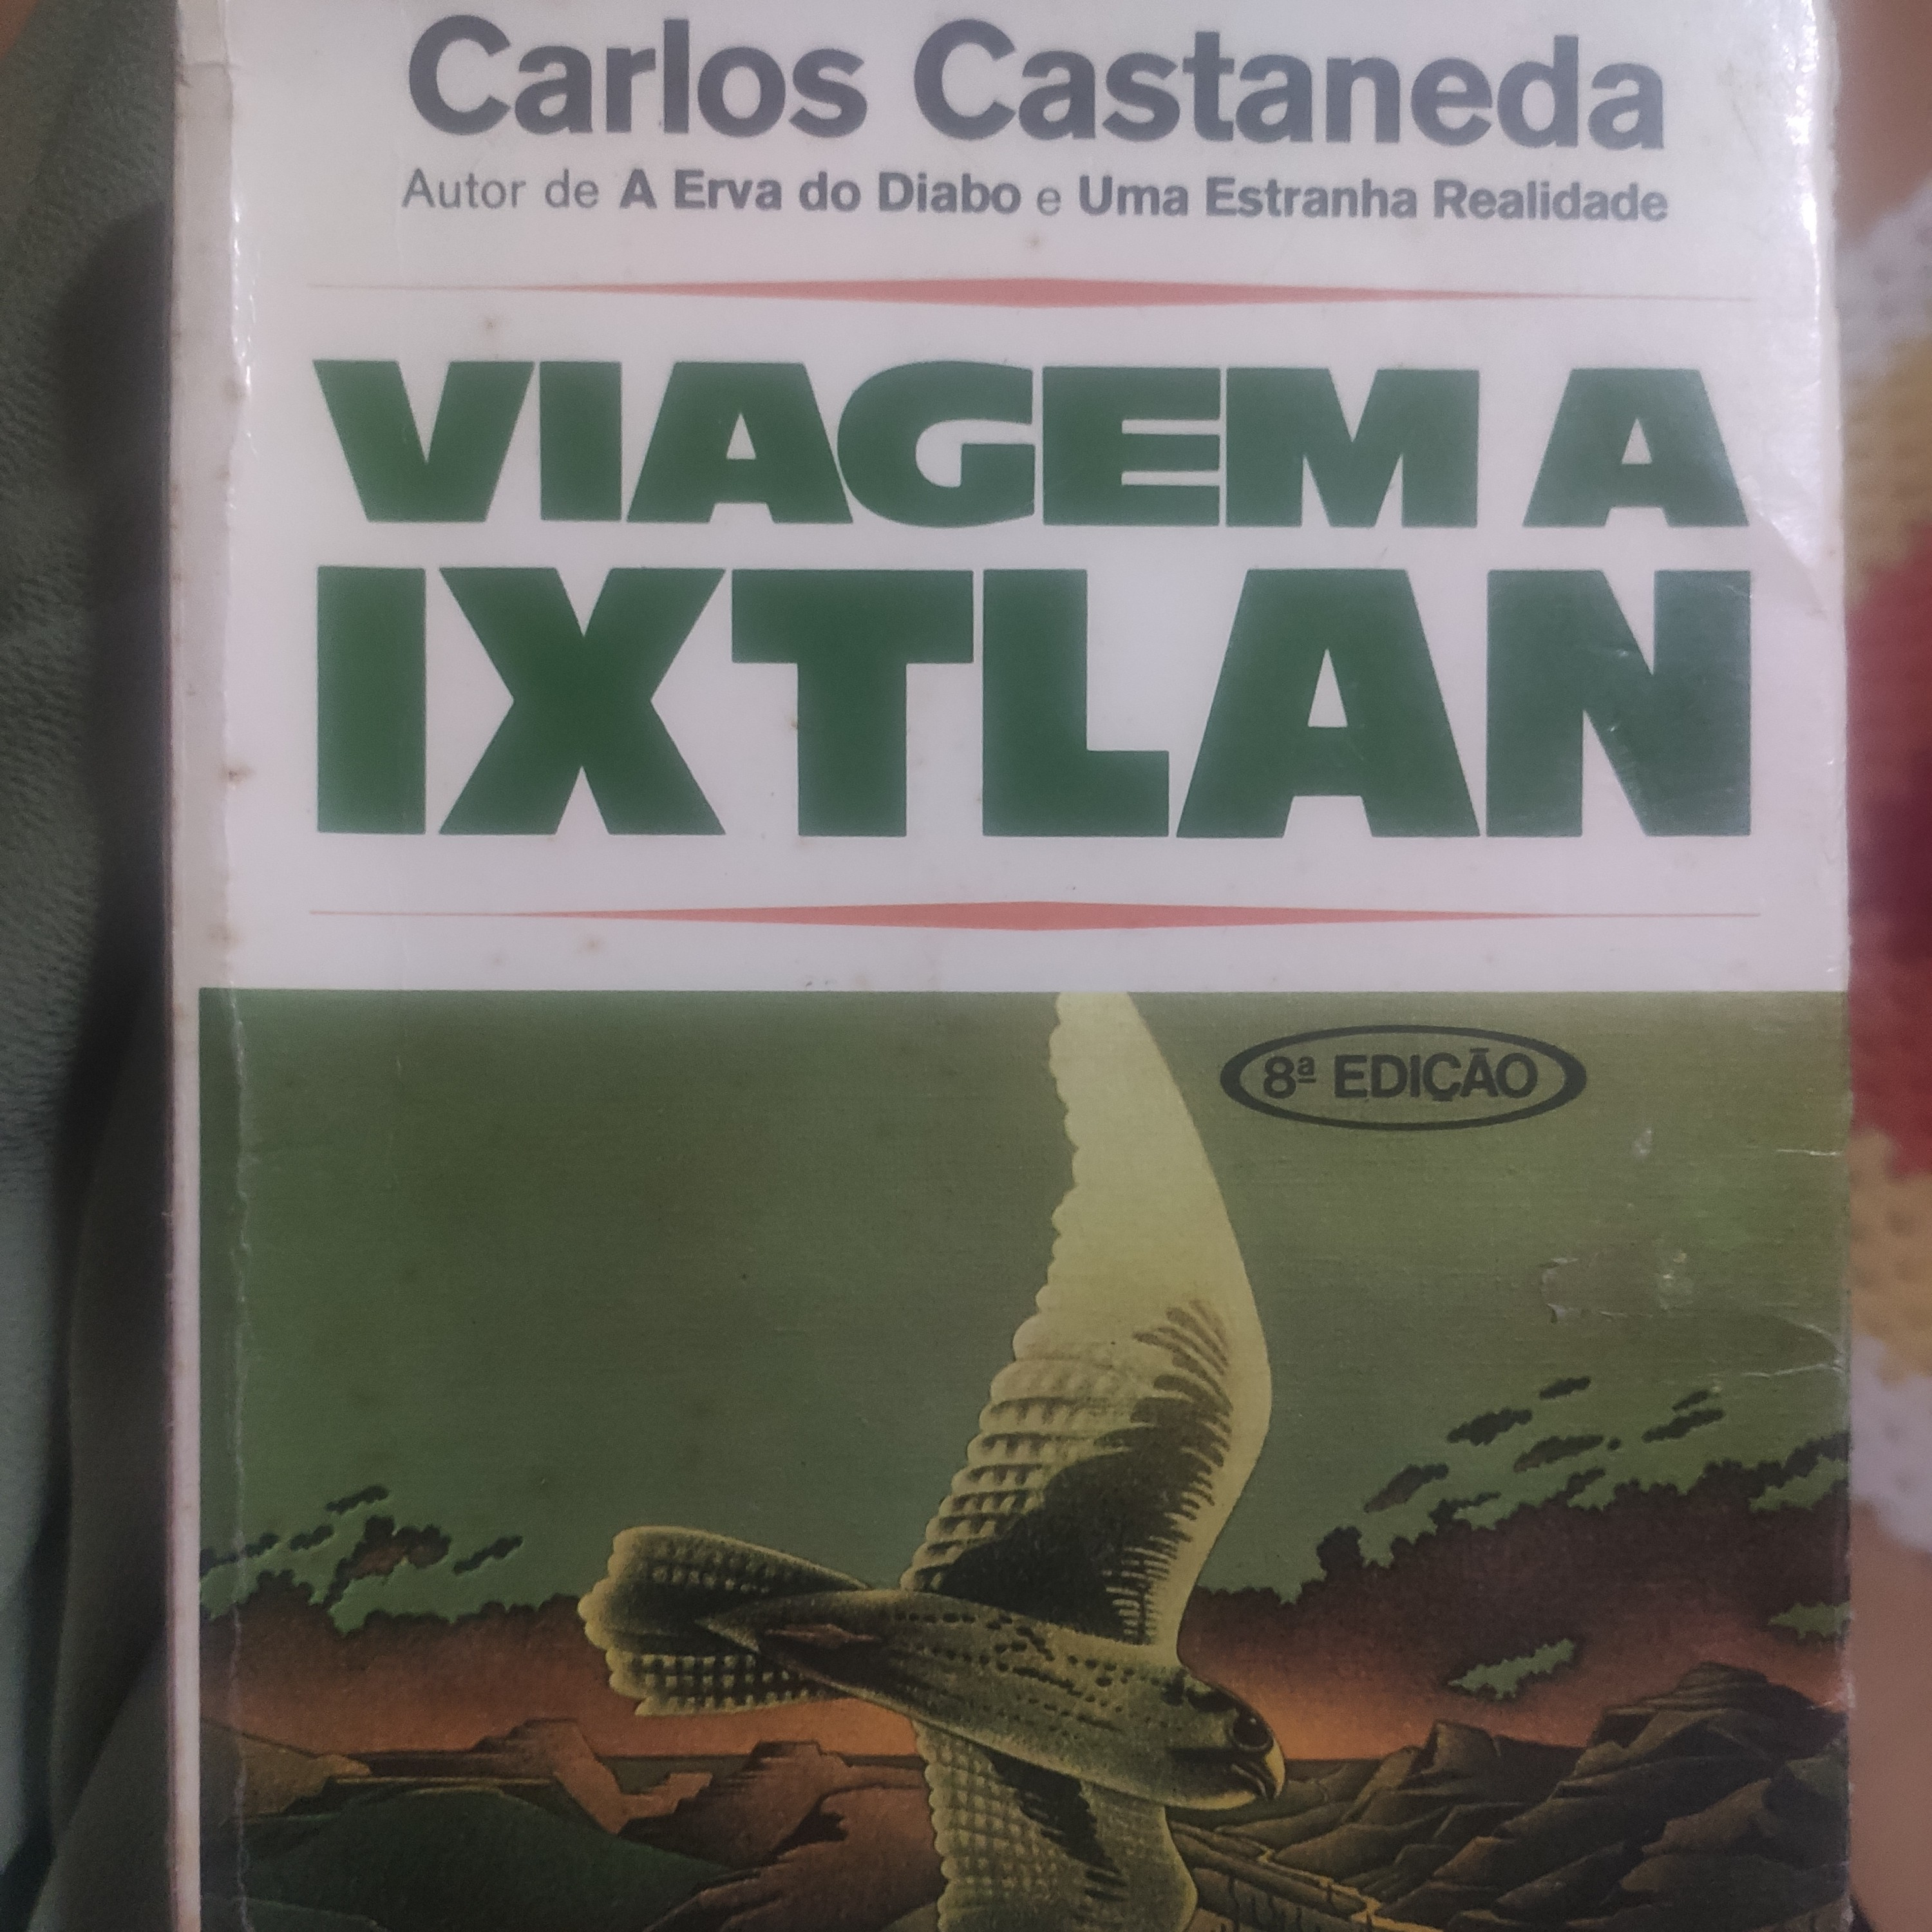 Carlos Castaneda
Autor de A Erva do Diabo e Uma Estranha Realidade
VIAGEM A
IXTLAN
8ª EDIÇÃO